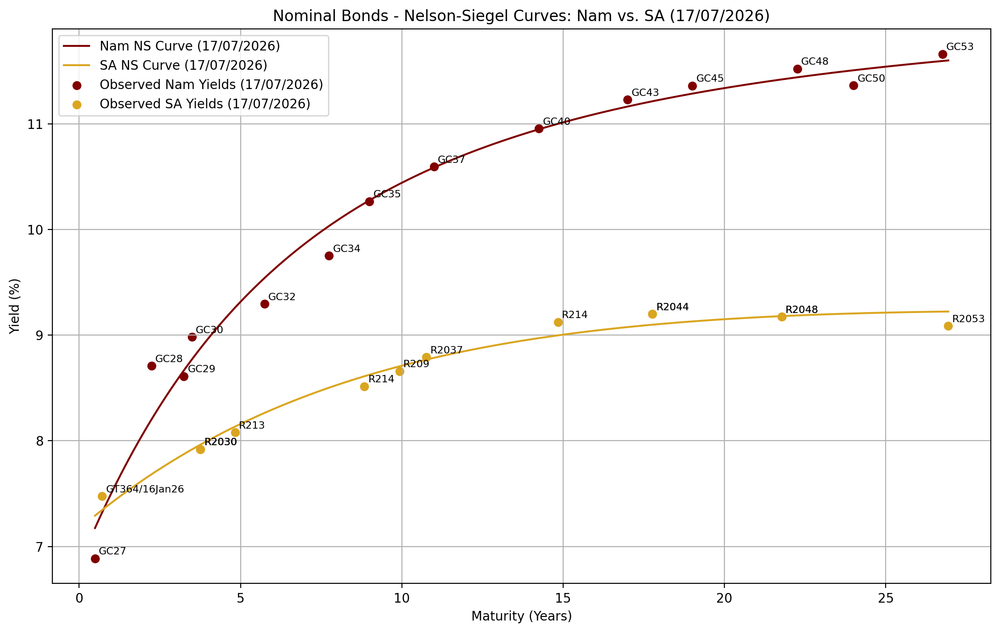 Nominal Bonds - Nelson-Siegel Curves: Nam vs. SA (17/07/2026)
Nam NS Curve (17/07/2026)
SA NS Curve (17/07/2026)
Observed Nam Yields (17/07/2026)
Observed SA Yields (17/07/2026)
GC53
GC48
GC50
GC45
GC43
11
GC40
GC37
GC35
10
GC34
GC32
R2044
R2048
R2053
R214
GC30
9
GC28
GC29
R2037
R209
R214
R213
R2030
8
GT364/16Jan26
GC27
7
Yield (%)
0 5 10 15 20 25
Maturity (Years)